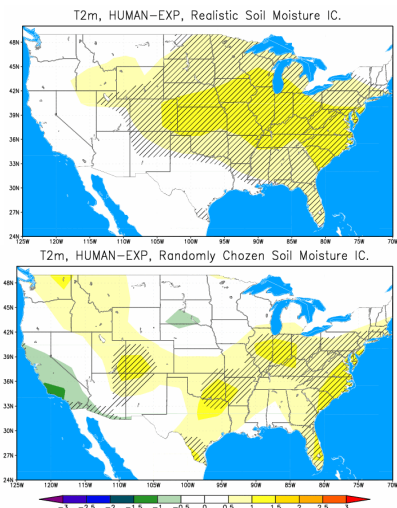 T2m, HUMAN-EXP, Realistic Soil Moisture IC.
48N
45N
42N
39N
36N
33N
30N
27N
24N
125W 120W 115W 110W 105W 100W 95W 90W 85W 80W 75W 70W
T2m, HUMAN-EXP, Randomly Chozen Soil Moisture IC.
48N
45N
42N
39N
36N
33N
30N
27N
24N
125W 120W 115W 110W 105W 100W 95W 90W 85W 80W 75W 70W
-3 -2.5 -2 -1.5 -1 -0.5 0 0.5 1 1.5 2 2.5 3